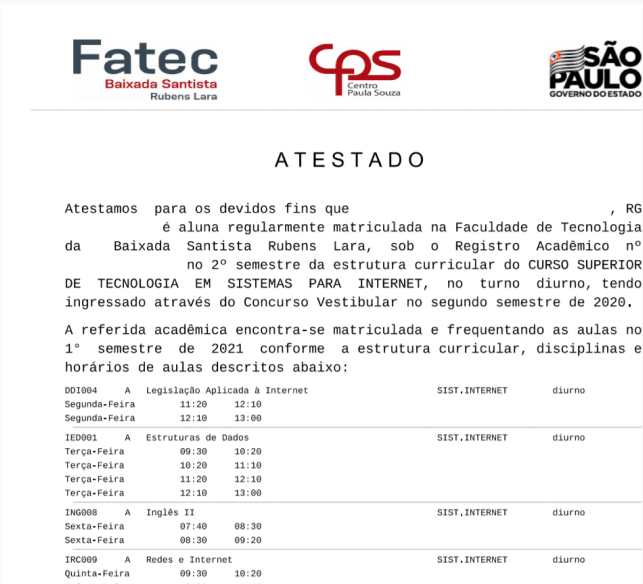 Fatec
Baixada Santista
Rubens Lara
CPS
Centro
Paula Souza
SÃO
PAULO
GOVERNO DO ESTADO
ATESTADO
Atestamos para os devidos fins que , RG
é aluna regularmente matriculada na Faculdade de Tecnologia
da Baixada Santista Rubens Lara, sob o Registro Acadêmico nº
no 2º semestre da estrutura curricular do CURSO SUPERIOR
DE TECNOLOGIA EM SISTEMAS PARA INTERNET, no turno diurno, tendo
ingressado através do Concurso Vestibular no segundo semestre de 2020.
A referida acadêmica encontra-se matriculada e frequentando as aulas no
1° semestre de 2021 conforme a estrutura curricular, disciplinas e
horários de aulas descritos abaixo:
DDI004 A Legislação Aplicada à Internet SIST.INTERNET diurno
Segunda-Feira 11:20 12:10
Segunda-Feira 12:10 13:00
IED001 A Estruturas de Dados SIST.INTERNET diurno
Terça-Feira 09:30 10:20
Terça-Feira 10:20 11:10
Terça-Feira 11:20 12:10
Terça-Feira 12:10 13:00
ING008 A Inglês II SIST.INTERNET diurno
Sexta-Feira 07:40 08:30
Sexta-Feira 08:30 09:20
IRC009 A Redes e Internet SIST.INTERNET diurno
Quinta-Feira 09:30 10:20